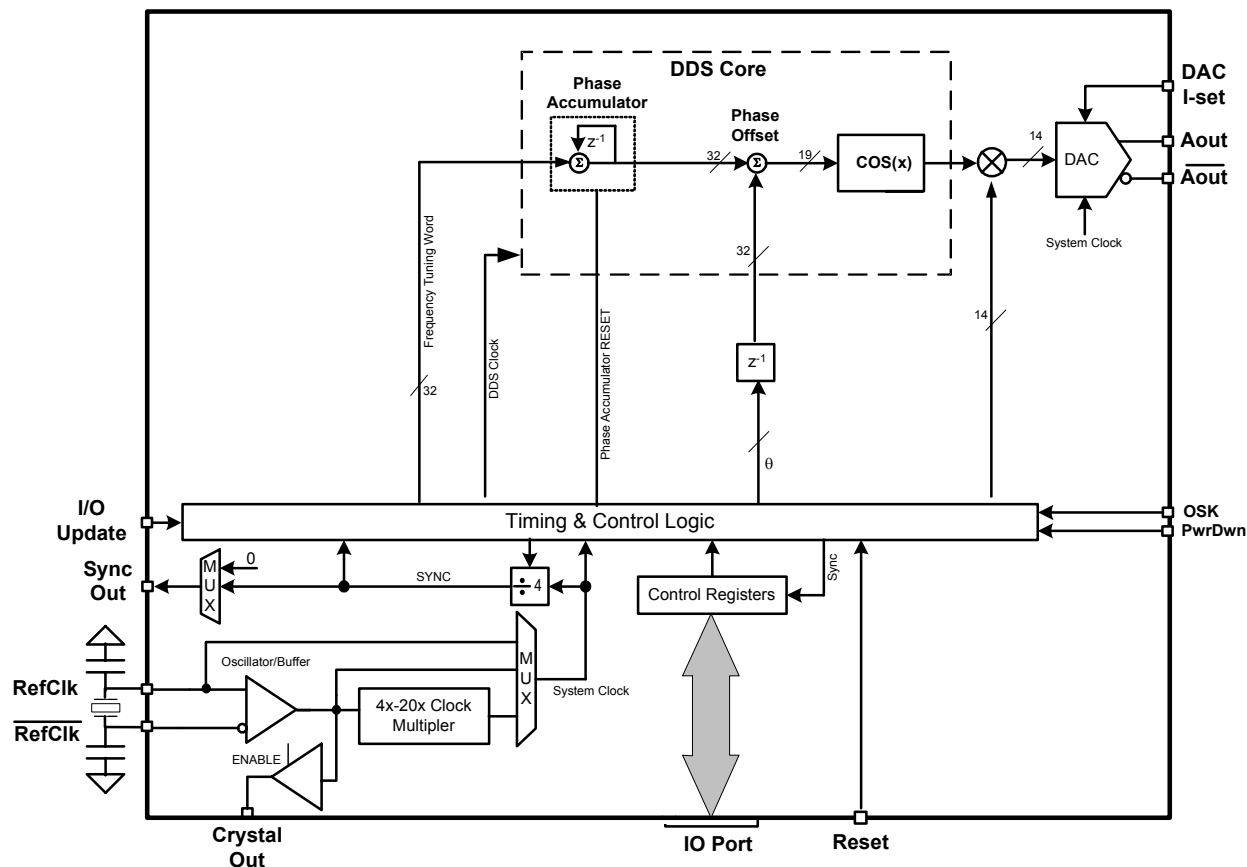 DDS Core
DAC
I-set
Phase
Accumulator
Phase
Offset
z-1
Σ
32
Σ
19
COS(x)
14
DAC
Aout
Aout
System Clock
Frequency Tuning Word
32
DDS Clock
Phase Accumulator RESET
32
z-1
θ
14
I/O
Update
Timing & Control Logic
OSK
PwrDwn
Sync
Out
MUX
0
SYNC
÷ 4
Control Registers
Sync
RefClk
RefClk
Oscillator/Buffer
4x-20x Clock
Multipler
MUX
System Clock
ENABLE
Crystal
Out
IO Port
Reset